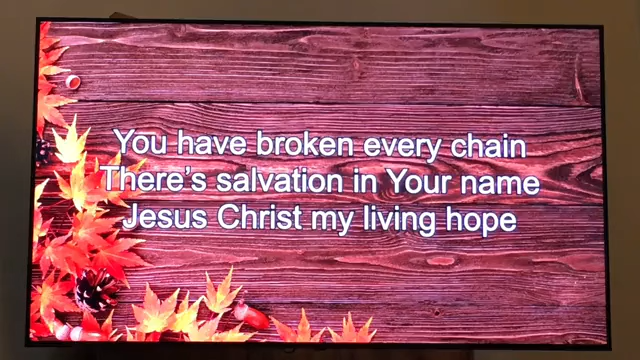 You have broken every chain
There's salvation in Your name
Jesus Christ my living hope